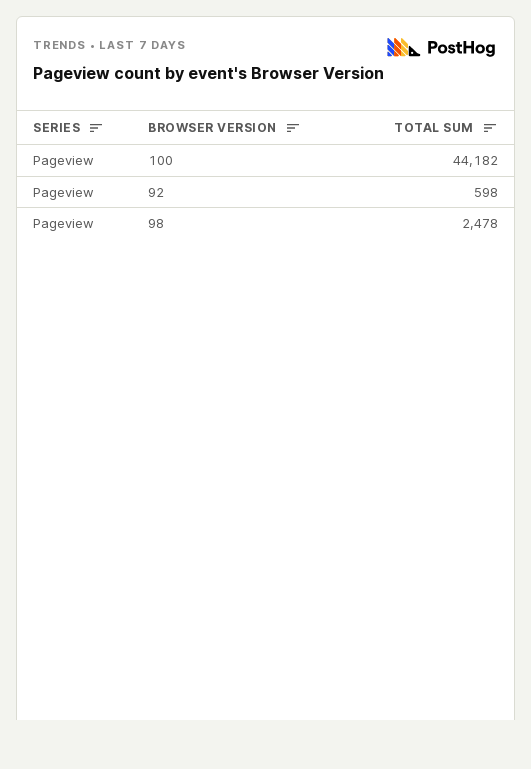 TRENDS • LAST 7 DAYS
PostHog
Pageview count by event's Browser Version
SERIES BROWSER VERSION TOTAL SUM
Pageview 100 44,182
Pageview 92 598
Pageview 98 2,478